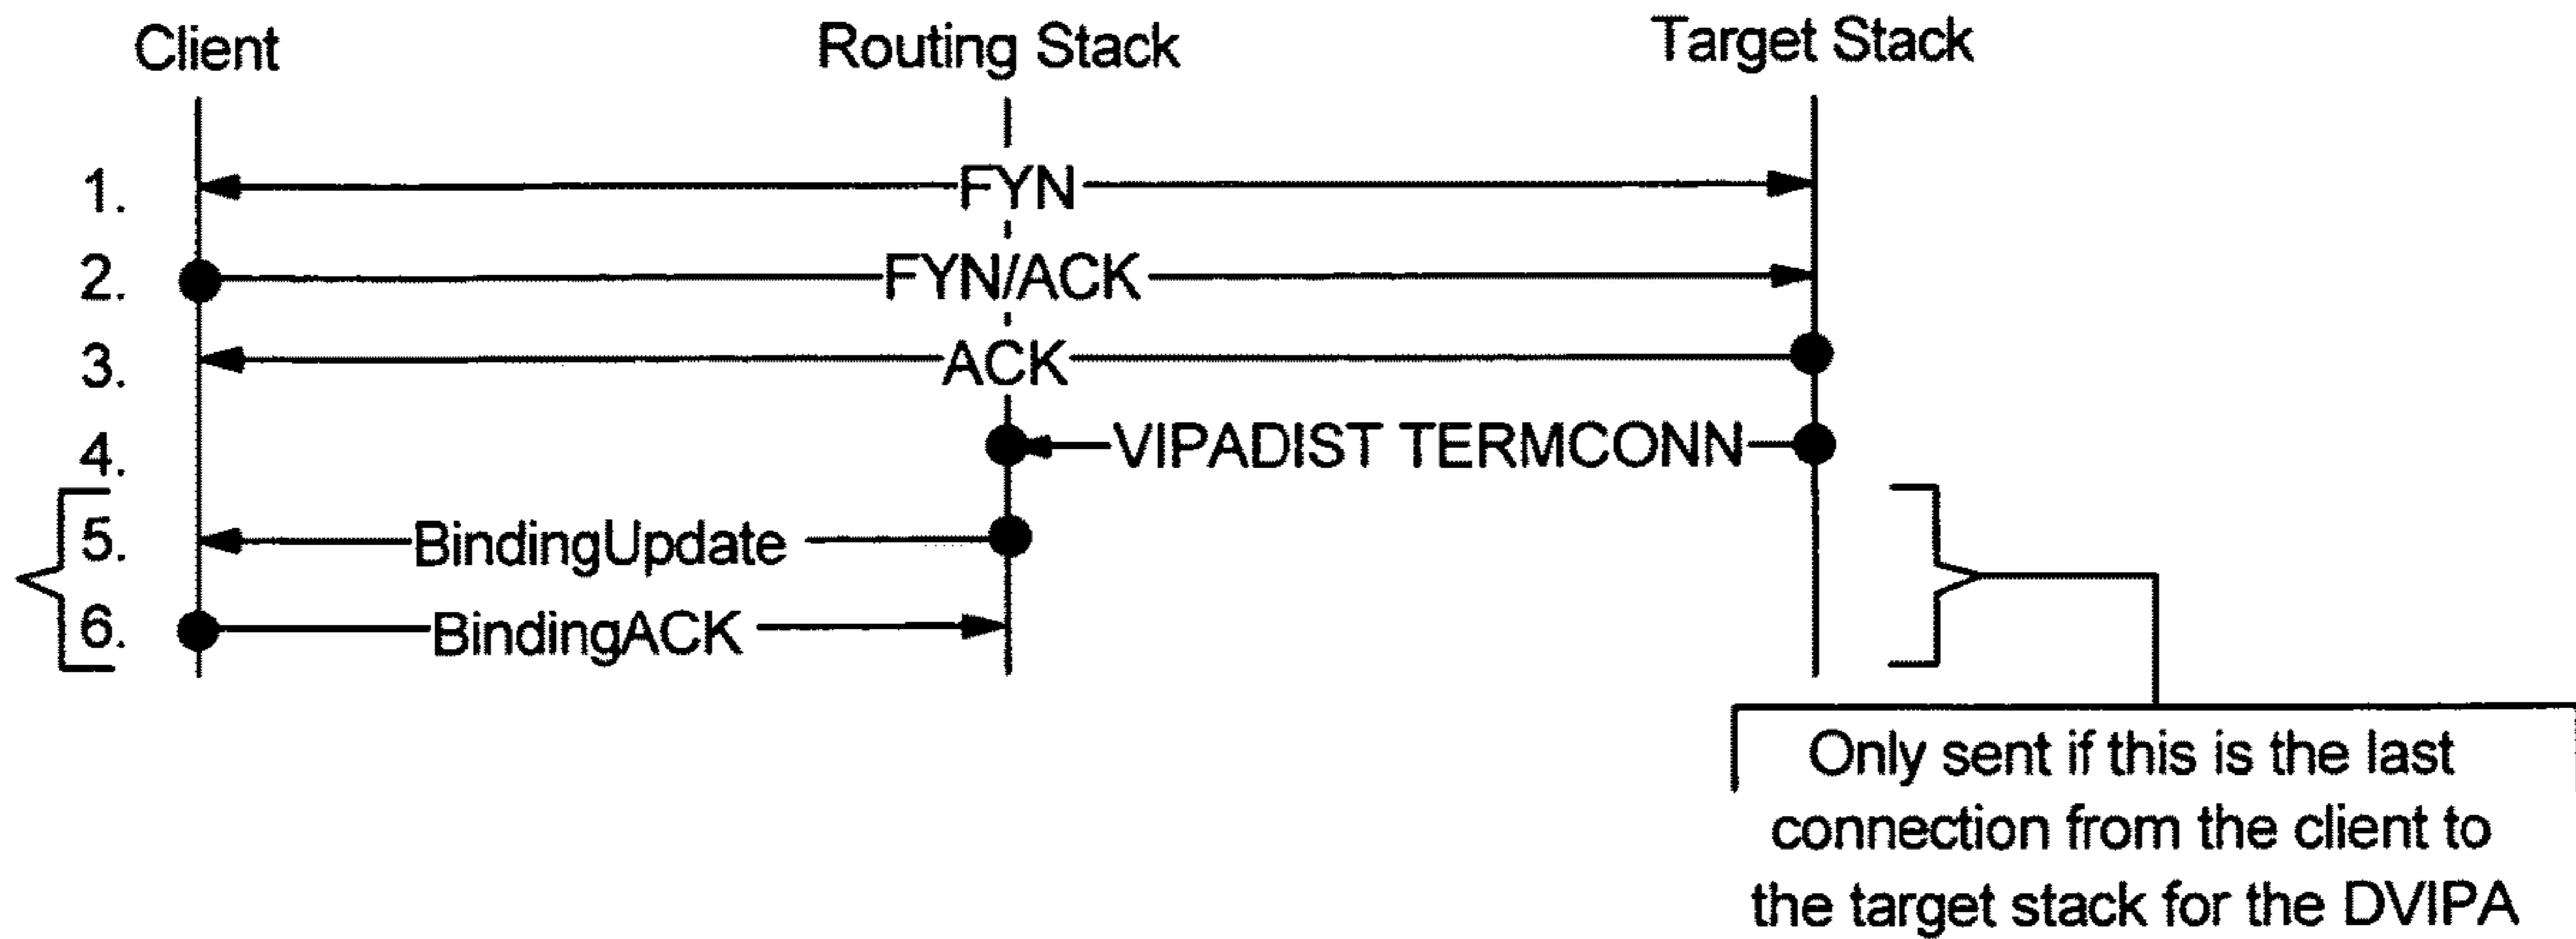 Client Routing Stack Target Stack
1. FYN
2. FYN/ACK
3. ACK
4. VIPADIST TERMCONN
5. BindingUpdate
6. BindingACK
Only sent if this is the last
connection from the client to
the target stack for the DVIPA